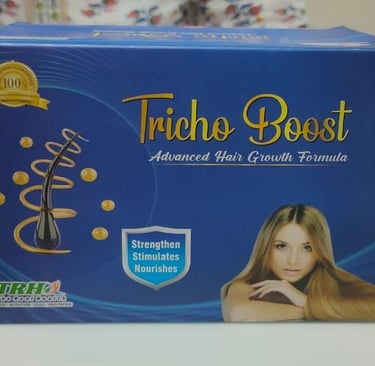 100%
Tricho Boost
Advanced Hair Growth Formula
Strengthen
Stimulates
Nourishes
TRH